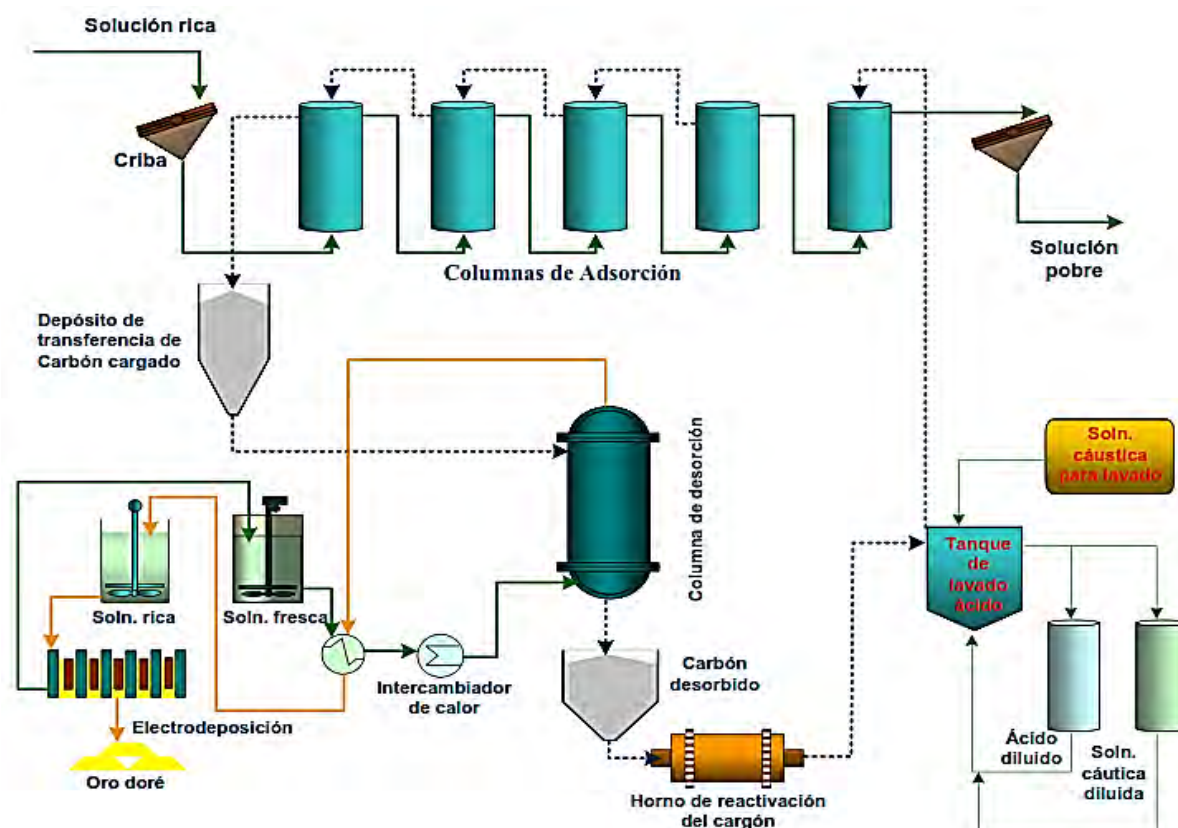 Solución rica
Criba
Columnas de Adsorción
Solución
pobre
Depósito de
transferencia de
Carbón cargado
Columna de desorción
Soln.
cáustica
para lavado
Tanque
de
lavado
ácido
Soln. rica
Soln. fresca
Intercambiador
de calor
Carbón
desorbido
Electrodeposición
Oro doré
Horno de reactivación
del cargón
Ácido
diluido
Soln.
cáutica
diluida